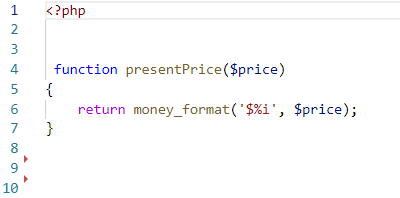 1 <?php
2
3
4 function presentPrice($price)
5 {
6 return money_format('$%i', $price);
7 }
8
9
10